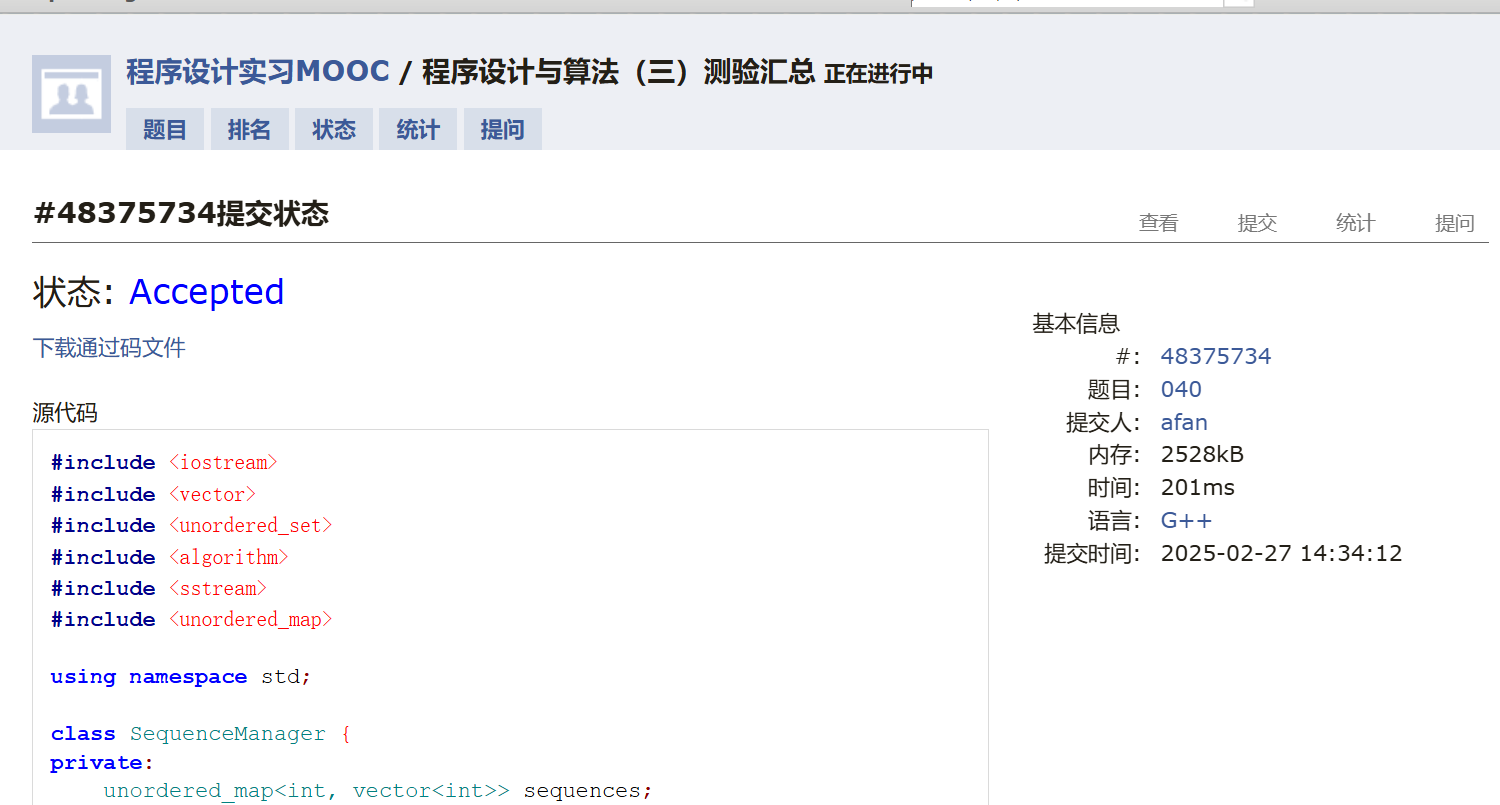 程序设计实习MOOC / 程序设计与算法（三）测验汇总 正在进行中
题目 排名 状态 统计 提问
#48375734提交状态
查看 提交 统计 提问
状态: Accepted
下载通过码文件
源代码
#include <iostream>
#include <vector>
#include <unordered_set>
#include <algorithm>
#include <sstream>
#include <unordered_map>
using namespace std;
class SequenceManager {
private:
    unordered_map<int, vector<int>> sequences;
基本信息
#: 48375734
题目: 040
提交人: afan
内存: 2528kB
时间: 201ms
语言: G++
提交时间: 2025-02-27 14:34:12